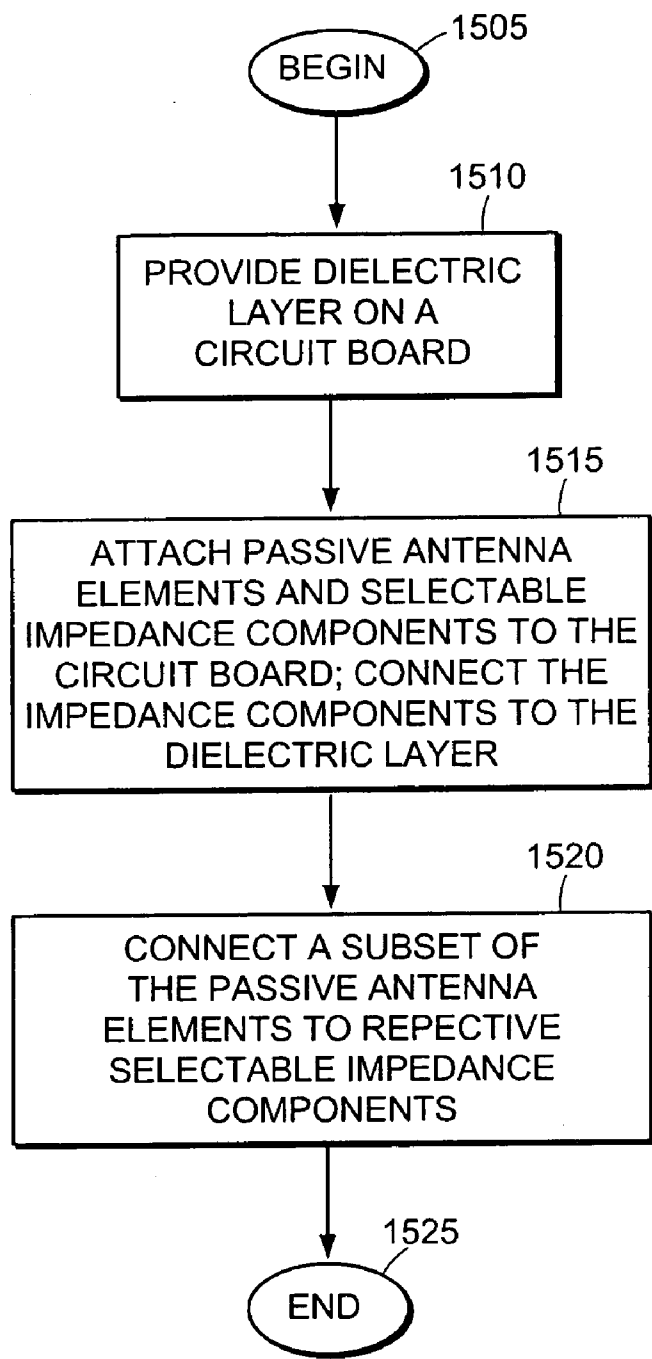 1505
BEGIN
1510
PROVIDE DIELECTRIC
LAYER ON A
CIRCUIT BOARD
1515
ATTACH PASSIVE ANTENNA
ELEMENTS AND SELECTABLE
IMPEDANCE COMPONENTS TO THE
CIRCUIT BOARD; CONNECT THE
IMPEDANCE COMPONENTS TO THE
DIELECTRIC LAYER
1520
CONNECT A SUBSET OF
THE PASSIVE ANTENNA
ELEMENTS TO REPECTIVE
SELECTABLE IMPEDANCE
COMPONENTS
1525
END